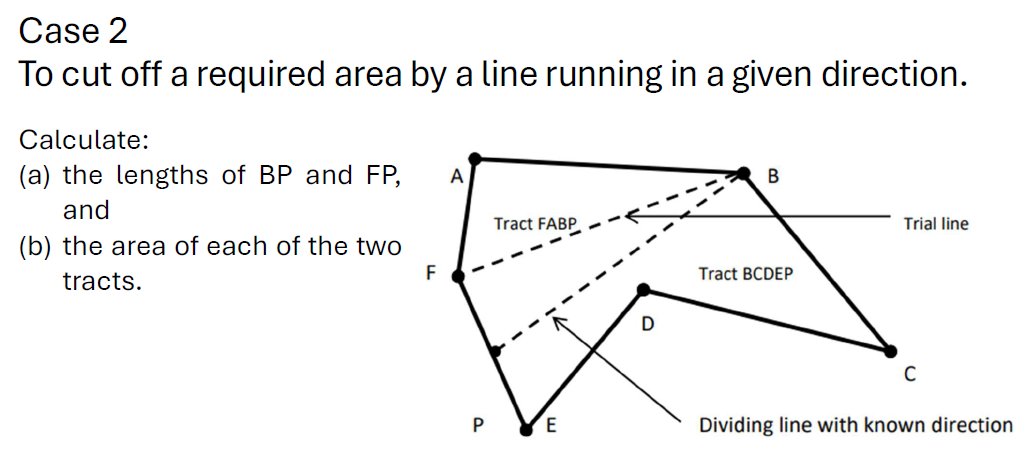 Case 2
To cut off a required area by a line running in a given direction.
Calculate:
(a) the lengths of BP and FP,
and
(b) the area of each of the two
tracts.
A
B
Tract FABP
Trial line
F
Tract BCDEP
D
C
P
E
Dividing line with known direction